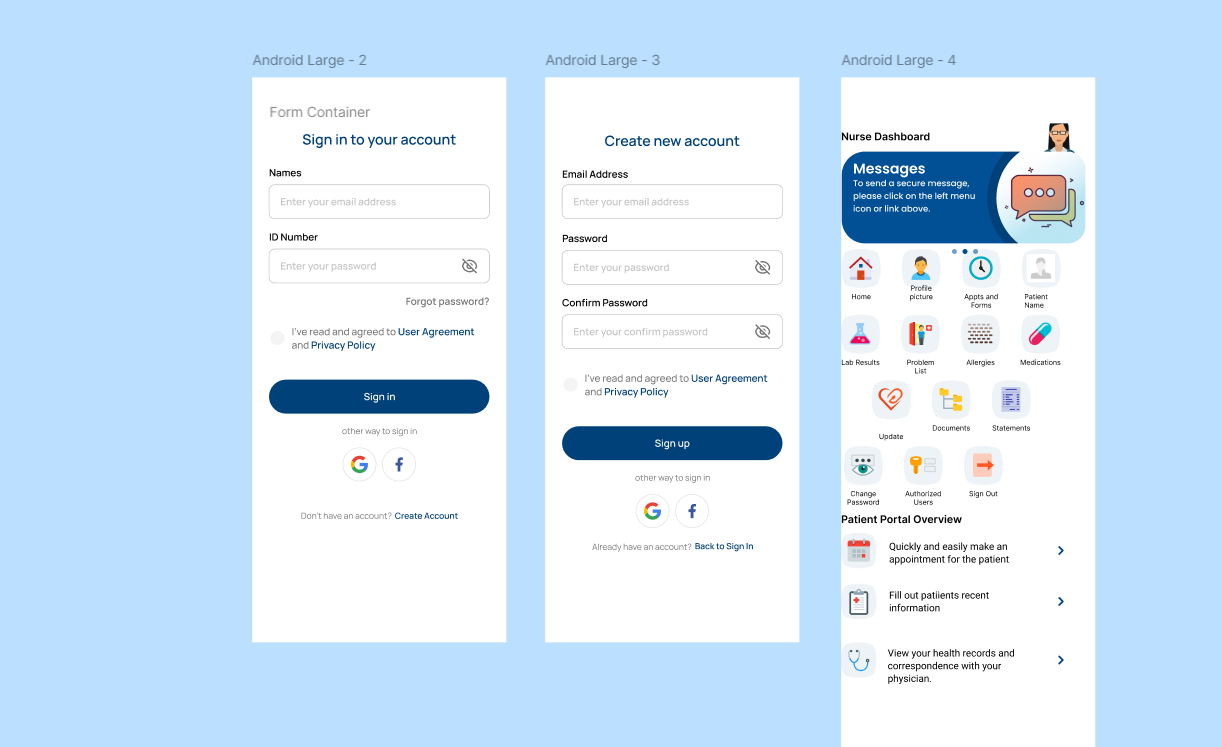 Android Large - 2
Form Container
Sign in to your account
Names
Enter your email address
ID Number
Enter your password
Forgot password?
I've read and agreed to User Agreement
and Privacy Policy
Sign in
other way to sign in
Don't have an account? Create Account
Android Large - 3
Create new account
Email Address
Enter your email address
Password
Enter your password
Confirm Password
Enter your confirm password
I've read and agreed to User Agreement
and Privacy Policy
Sign up
other way to sign in
Already have an account? Back to Sign In
Android Large - 4
Nurse Dashboard
Messages
To send a secure message,
please click on the left menu
icon or link above.
Home
Profile
picture
Appts and
Forms
Patient
Name
Lab Results
Problem
List
Allergies
Medications
Update
Documents
Statements
Change
Password
Authorized
Users
Sign Out
Patient Portal Overview
Quickly and easily make an
appointment for the patient
Fill out patiients recent
information
View your health records and
correspondence with your
physician.